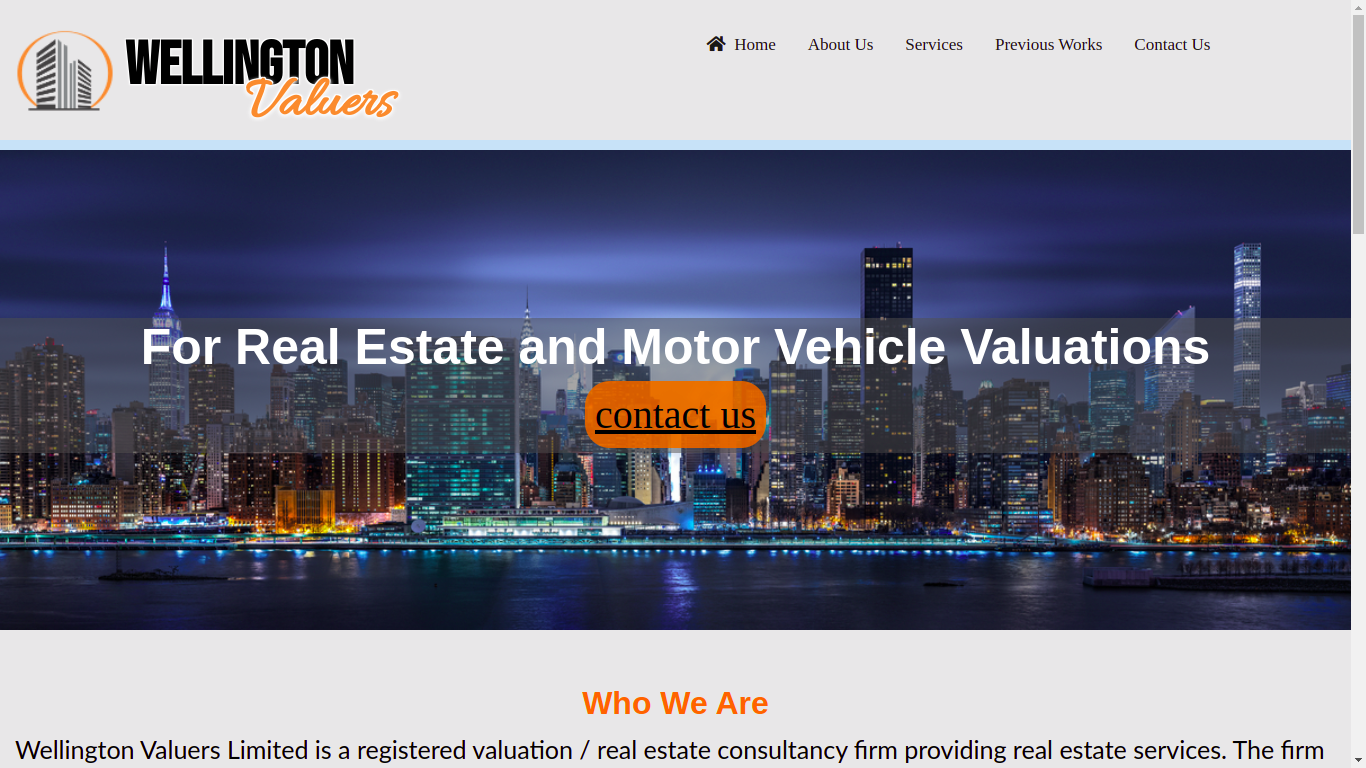 WELLINGTON
Valuers
Home About Us Services Previous Works Contact Us
For Real Estate and Motor Vehicle Valuations
contact us
Who We Are
Wellington Valuers Limited is a registered valuation / real estate consultancy firm providing real estate services. The firm